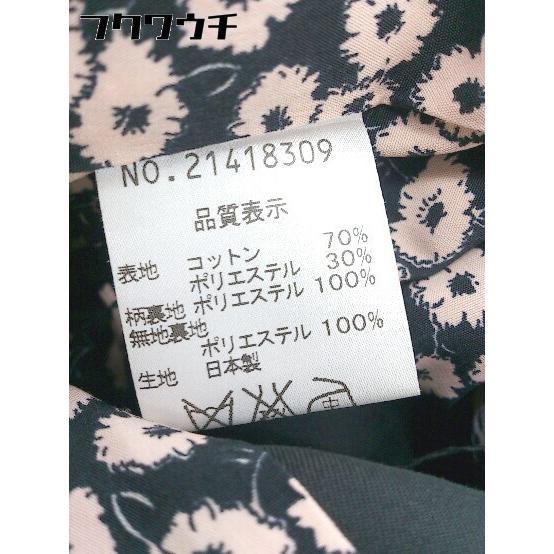 フクワウチ
NO.21418309
品質表示
表地 コットン 70%
ポリエステル 30%
柄裏地 ポリエステル 100%
無地裏地
ポリエステル 100%
生地 日本製
中